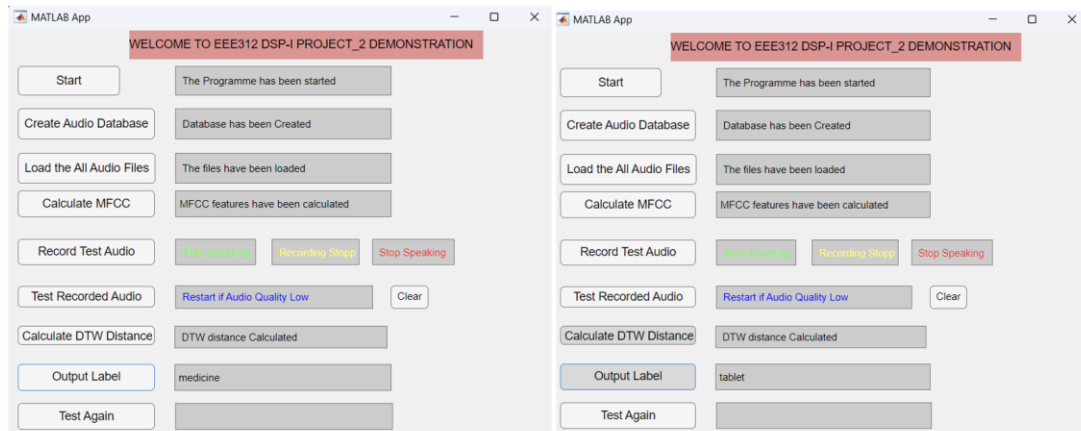 MATLAB App
WELCOME TO EEE312 DSP-I PROJECT_2 DEMONSTRATION
Start
The Programme has been started
Create Audio Database
Database has been Created
Load the All Audio Files
The files have been loaded
Calculate MFCC
MFCC features have been calculated
Record Test Audio
Start Speaking
Recording Stopp
Stop Speaking
Test Recorded Audio
Restart if Audio Quality Low
Clear
Calculate DTW Distance
DTW distance Calculated
Output Label
medicine
Test Again
MATLAB App
WELCOME TO EEE312 DSP-I PROJECT_2 DEMONSTRATION
Start
The Programme has been started
Create Audio Database
Database has been Created
Load the All Audio Files
The files have been loaded
Calculate MFCC
MFCC features have been calculated
Record Test Audio
Start Speaking
Recording Stopp
Stop Speaking
Test Recorded Audio
Restart if Audio Quality Low
Clear
Calculate DTW Distance
DTW distance Calculated
Output Label
tablet
Test Again